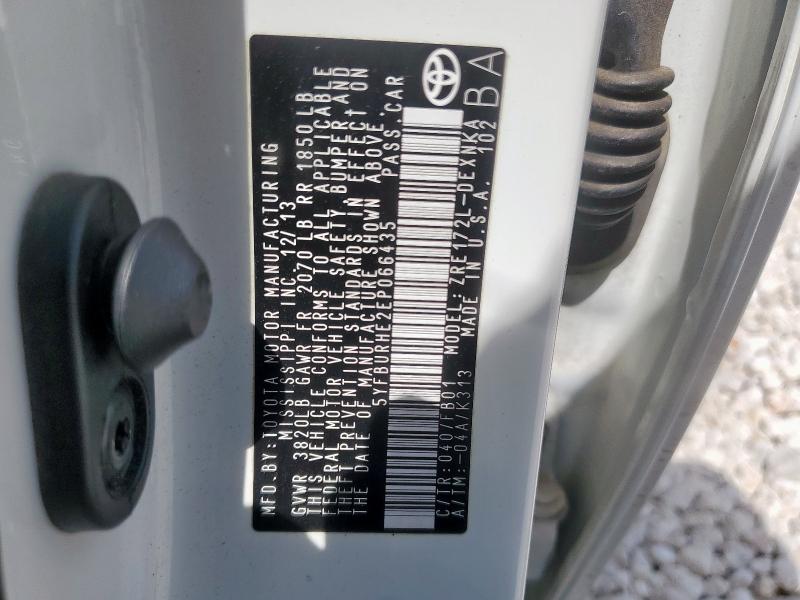 MFD.BY:TOYOTA MOTOR MANUFACTURING
MISSISSIPPI INC. 12/13
GVWR 3820LB GAWR FR 2070LB RR 1850LB
THIS VEHICLE CONFORMS TO ALL APPLICABLE
FEDERAL MOTOR VEHICLE SAFETY, BUMPER AND
THEFT PREVENTION STANDARDS IN EFFECT ON
THE DATE OF MANUFACTURE SHOWN ABOVE.
5YFBURHE2EP066435 PASS.CAR
C/TR:040/FB01 MODEL:ZRE172L-DEXNKA
A/TM:-04A/K313 MADE IN U.S.A. 102
BA